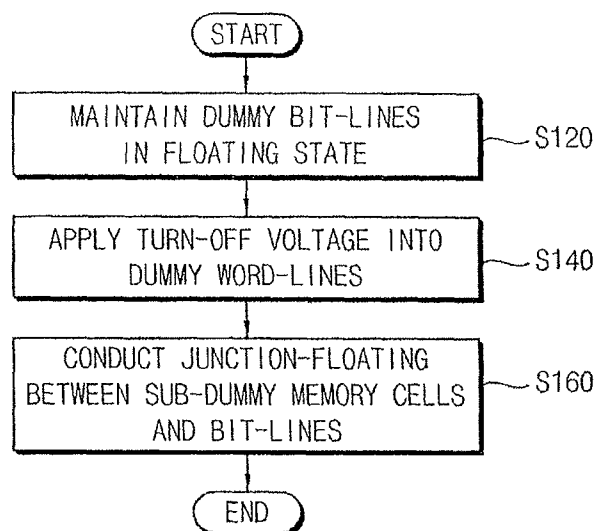 START
MAINTAIN DUMMY BIT-LINES
IN FLOATING STATE
S120
APPLY TURN-OFF VOLTAGE INTO
DUMMY WORD-LINES
S140
CONDUCT JUNCTION-FLOATING
BETWEEN SUB-DUMMY MEMORY CELLS
AND BIT-LINES
S160
END